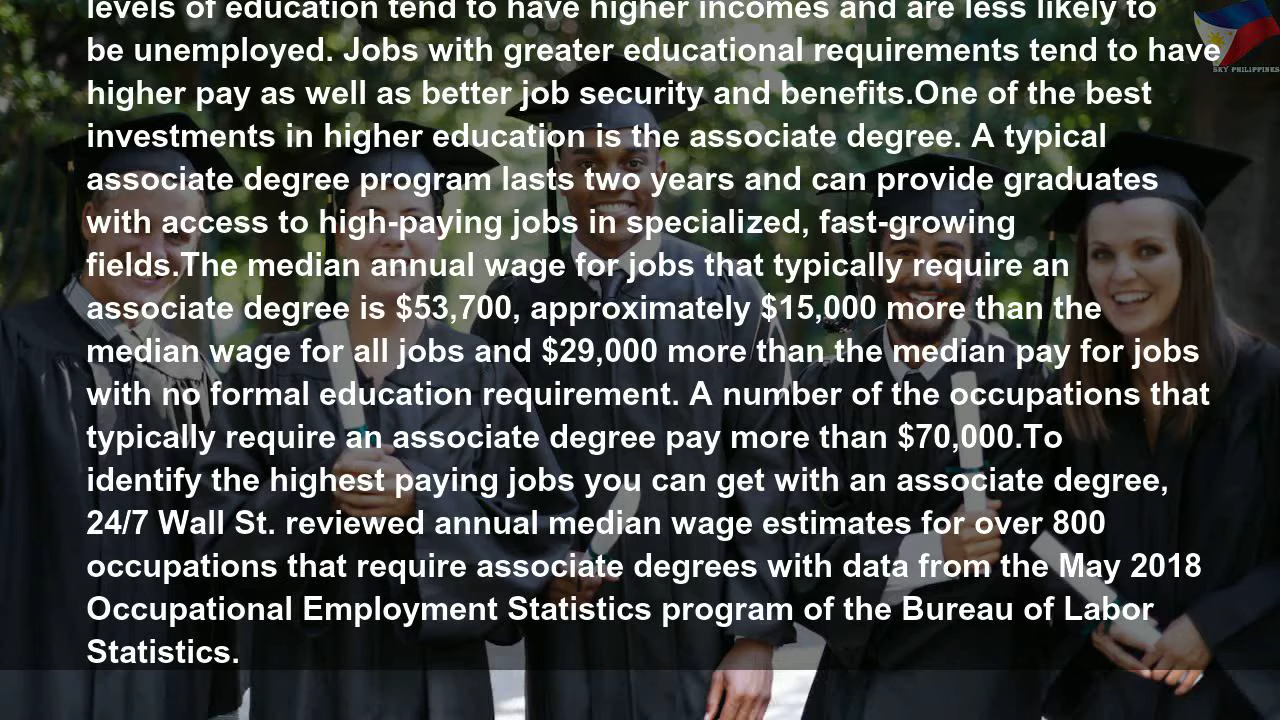 levels of education tend to have higher incomes and are less likely to
be unemployed. Jobs with greater educational requirements tend to have
higher pay as well as better job security and benefits.One of the best
investments in higher education is the associate degree. A typical
associate degree program lasts two years and can provide graduates
with access to high-paying jobs in specialized, fast-growing
fields.The median annual wage for jobs that typically require an
associate degree is $53,700, approximately $15,000 more than the
median wage for all jobs and $29,000 more than the median pay for jobs
with no formal education requirement. A number of the occupations that
typically require an associate degree pay more than $70,000.To
identify the highest paying jobs you can get with an associate degree,
24/7 Wall St. reviewed annual median wage estimates for over 800
occupations that require associate degrees with data from the May 2018
Occupational Employment Statistics program of the Bureau of Labor
Statistics.
SKY PHILIPPINES